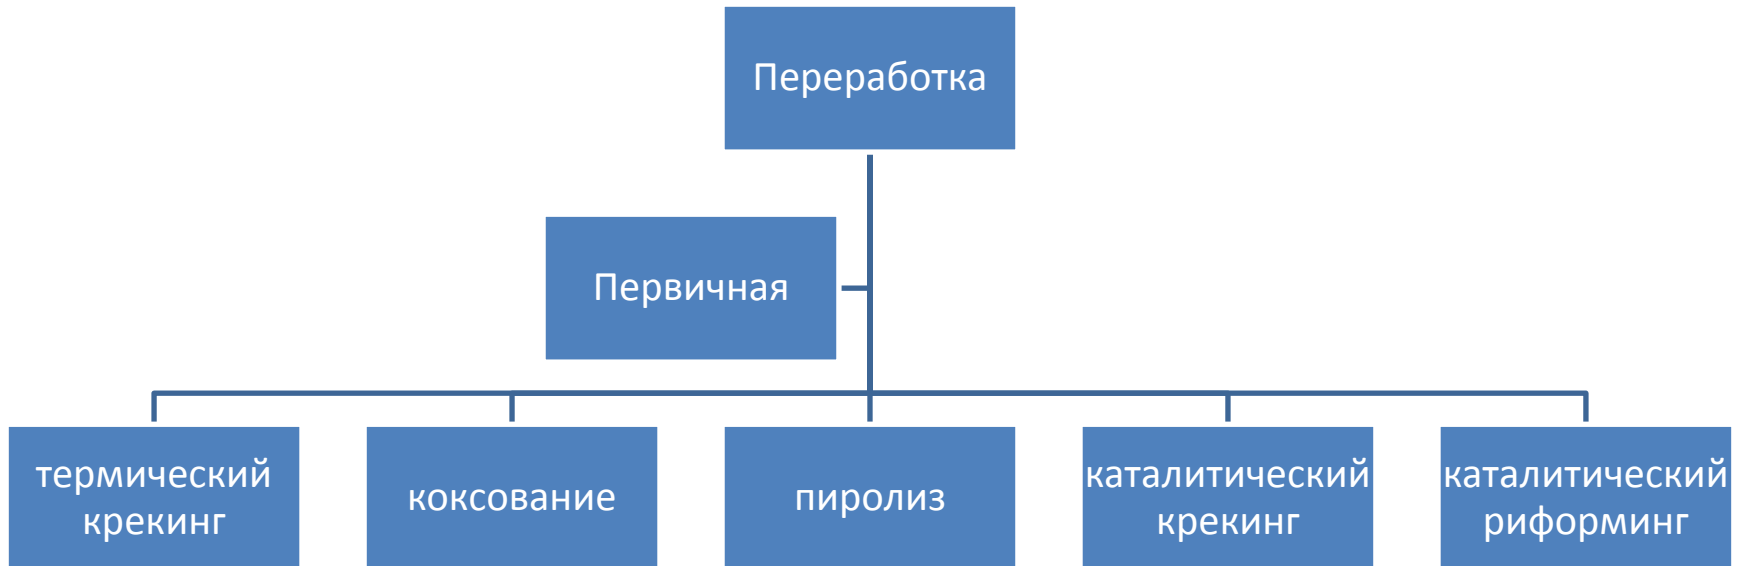 Переработка
Первичная
термический
крекинг
коксование
пиролиз
каталитический
крекинг
каталитический
риформинг